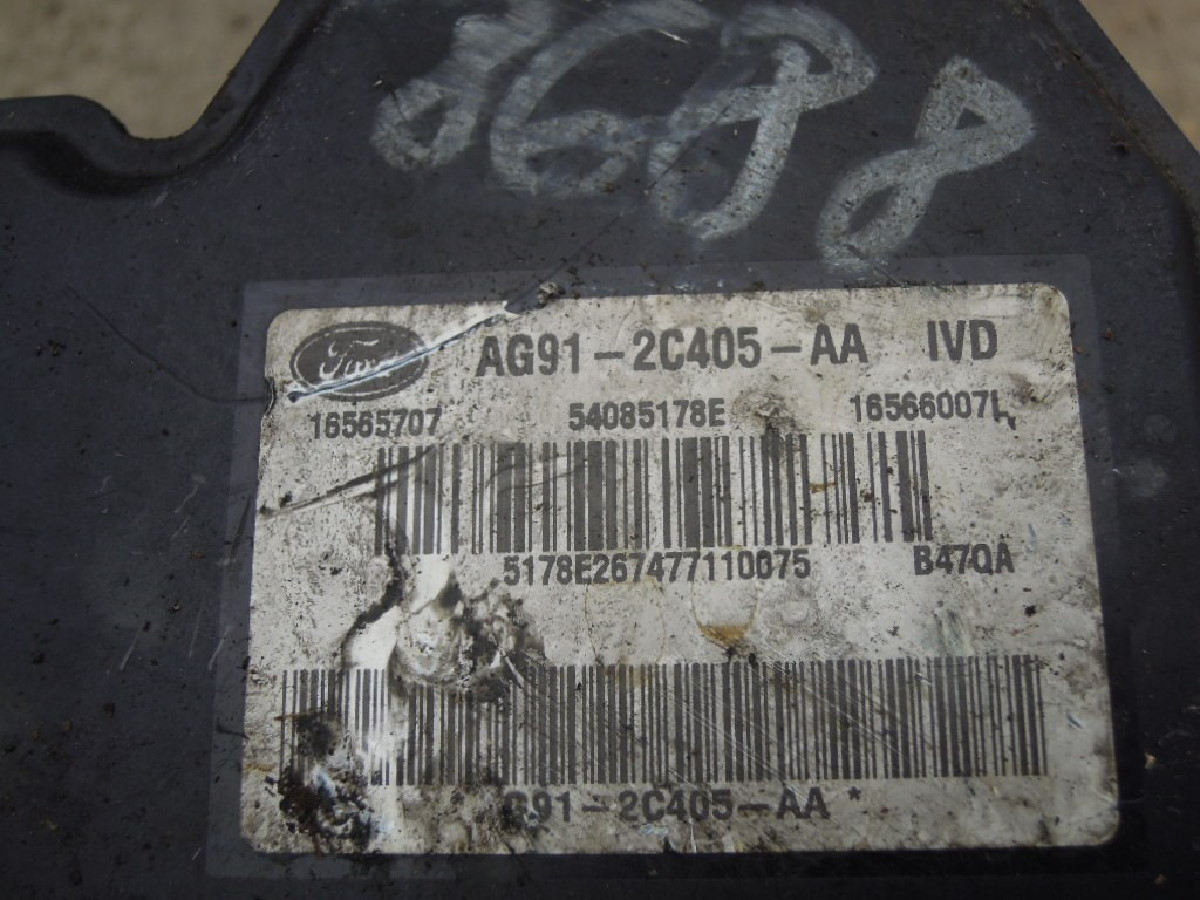 Ford AG91-2C405-AA IVD
16565707 54085178E 16566007L
5178E267477110075 B47QA
G91-2C405-AA*